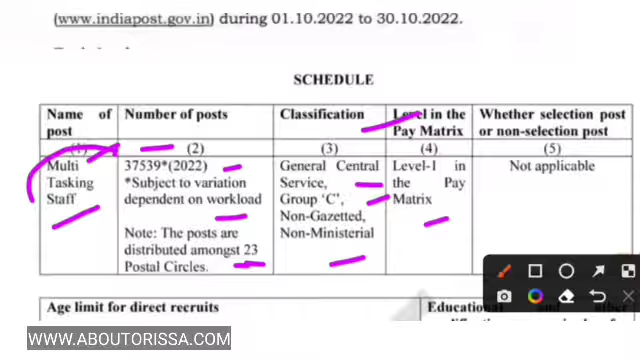 (www.indiapost.gov.in) during 01.10.2022 to 30.10.2022.
SCHEDULE
Name of post
Number of posts
Classification
Level in the Pay Matrix
Whether selection post or non-selection post
(1)
(2)
(3)
(4)
(5)
Multi
Tasking
Staff
37539*(2022)
*Subject to variation
dependent on workload
Note: The posts are
distributed amongst 23
Postal Circles.
General Central
Service,
Group ‘C’,
Non-Gazetted,
Non-Ministerial
Level-1 in
the Pay
Matrix
Not applicable
Age limit for direct recruits
Educational and other
WWW.ABOUTORISSA.COM